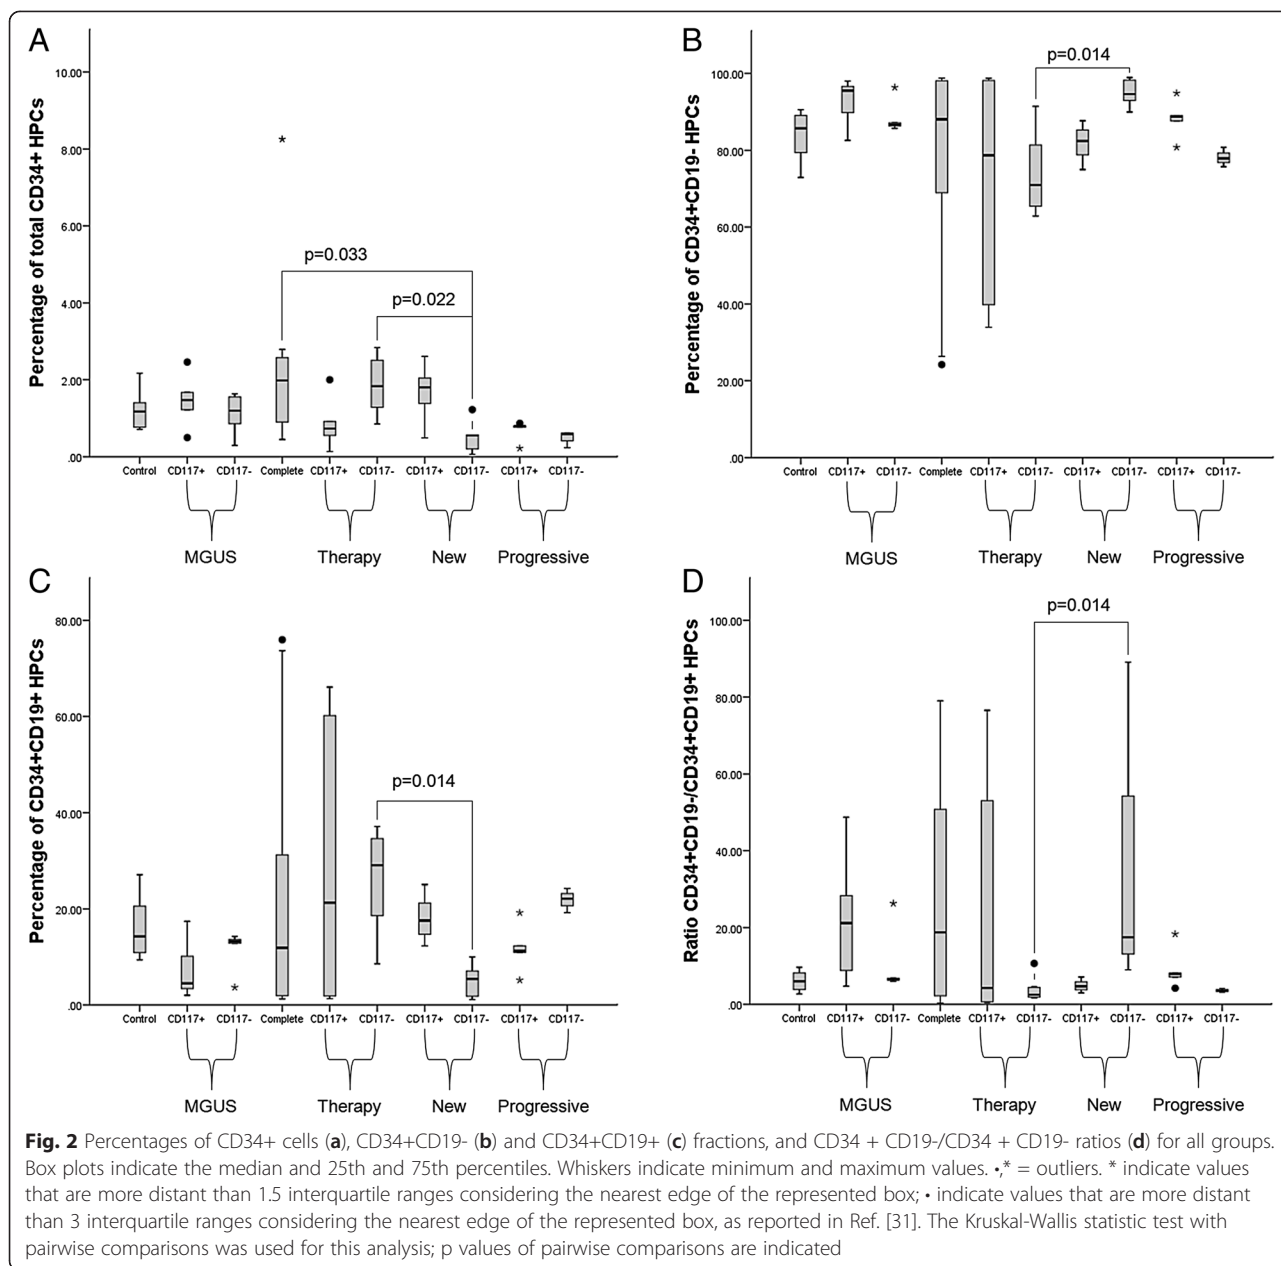 A
Percentage of total CD34+ HPCs
10.00
8.00
6.00
4.00
2.00
.00
*
p=0.033
p=0.022
*
Control CD117+ CD117- Complete CD117+ CD117- CD117+ CD117- CD117+ CD117-
MGUS Therapy New Progressive
B
Percentage of CD34+CD19- HPCs
100.00
80.00
60.00
40.00
20.00
.00
p=0.014
*
*
*
Control CD117+ CD117- Complete CD117+ CD117- CD117+ CD117- CD117+ CD117-
MGUS Therapy New Progressive
C
Percentage of CD34+CD19+ HPCs
80.00
60.00
40.00
20.00
.00
p=0.014
*
*
*
Control CD117+ CD117- Complete CD117+ CD117- CD117+ CD117- CD117+ CD117-
MGUS Therapy New Progressive
D
Ratio CD34+CD19-/CD34+CD19+ HPCs
100.00
80.00
60.00
40.00
20.00
.00
p=0.014
*
*
Control CD117+ CD117- Complete CD117+ CD117- CD117+ CD117- CD117+ CD117-
MGUS Therapy New Progressive
Fig. 2 Percentages of CD34+ cells (a), CD34+CD19- (b) and CD34+CD19+ (c) fractions, and CD34 + CD19-/CD34 + CD19- ratios (d) for all groups.
Box plots indicate the median and 25th and 75th percentiles. Whiskers indicate minimum and maximum values. •,* = outliers. * indicate values
that are more distant than 1.5 interquartile ranges considering the nearest edge of the represented box; • indicate values that are more distant
than 3 interquartile ranges considering the nearest edge of the represented box, as reported in Ref. [31]. The Kruskal-Wallis statistic test with
pairwise comparisons was used for this analysis; p values of pairwise comparisons are indicated